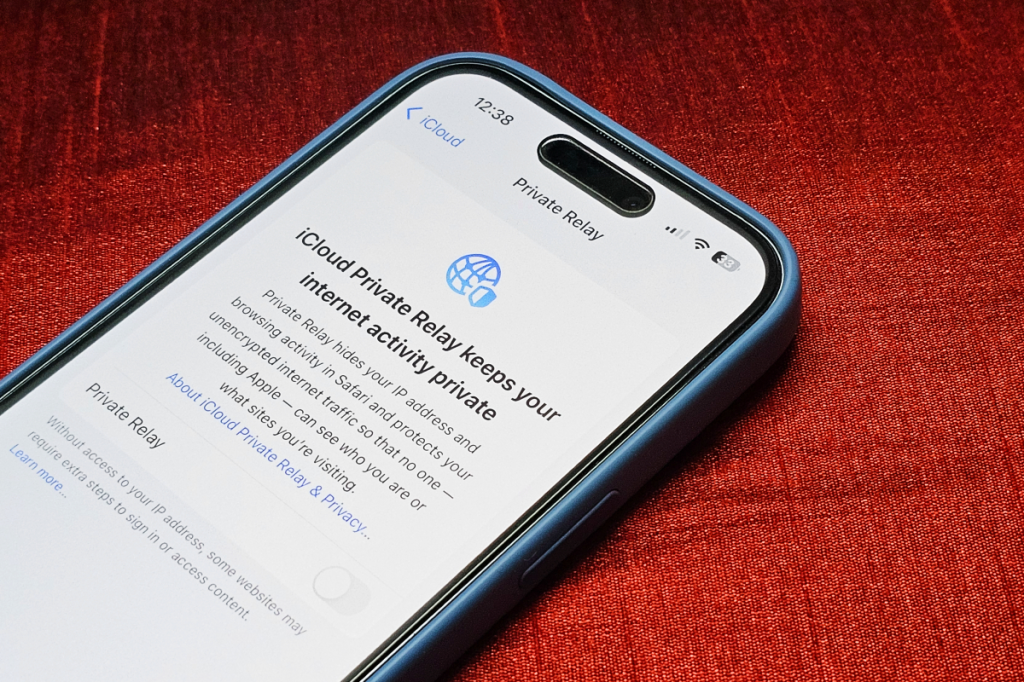 12:38
33
iCloud
Private Relay
iCloud Private Relay keeps your
internet activity private
Private Relay hides your IP address and
browsing activity in Safari and protects your
unencrypted internet traffic so that no one —
including Apple — can see who you are or
what sites you're visiting.
About iCloud Private Relay & Privacy...
Private Relay
Without access to your IP address, some websites may
require extra steps to sign in or access content.
Learn more...